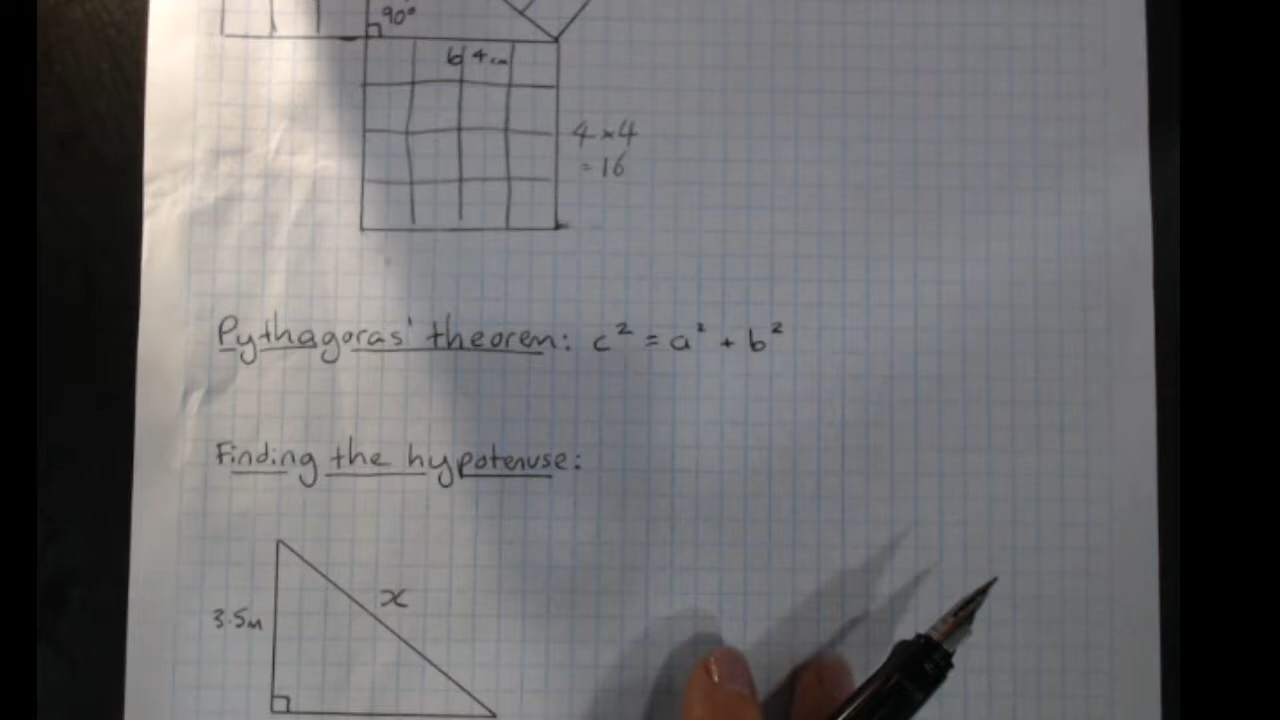 90°
b 4cm
4 × 4
= 16
Pythagoras' theorem: c² = a² + b²
Finding the hypotenuse:
x
3.5m